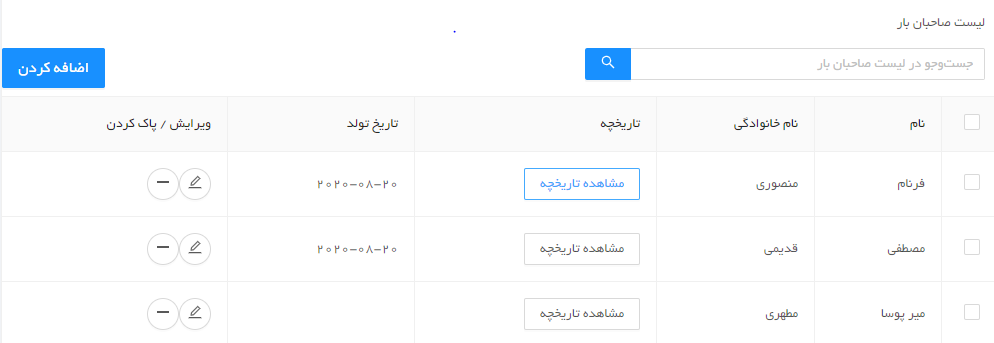 لیست صاحبان بار
جست‌وجو در لیست صاحبان بار
اضافه کردن
نام نام خانوادگی تاریخچه تاریخ تولد ویرایش / پاک کردن
فرنام منصوری مشاهده تاریخچه ۲۰۲۰-۰۸-۲۰
مصطفی قدیمی مشاهده تاریخچه ۲۰۲۰-۰۸-۲۰
میر پوسا مطهری مشاهده تاریخچه